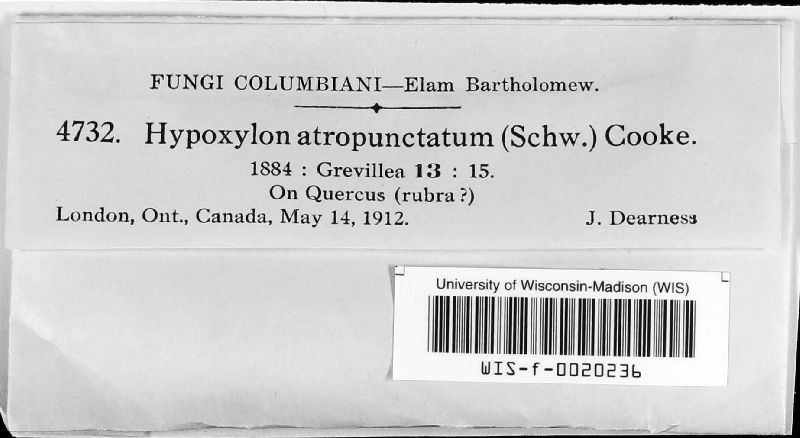 FUNGI COLUMBIANI—Elam Bartholomew.
4732. Hypoxylon atropunctatum (Schw.) Cooke.
1884 : Grevillea 13 : 15.
On Quercus (rubra ?)
London, Ont., Canada, May 14, 1912. J. Dearness
University of Wisconsin-Madison (WIS)
WIS-f-0020236